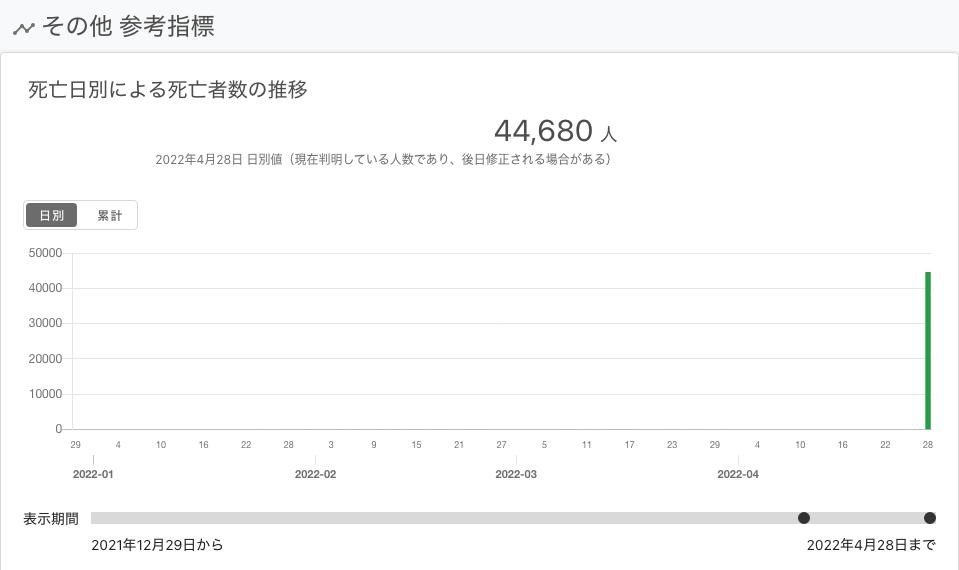 その他 参考指標
死亡日別による死亡者数の推移
44,680 人
2022年4月28日 日別値（現在判明している人数であり、後日修正される場合がある）
日別 累計
50000
40000
30000
20000
10000
0
29 4 10 16 22 28 3 9 15 21 27 5 11 17 23 29 4 10 16 22 28
2022-01 2022-02 2022-03 2022-04
表示期間
2021年12月29日から 2022年4月28日まで